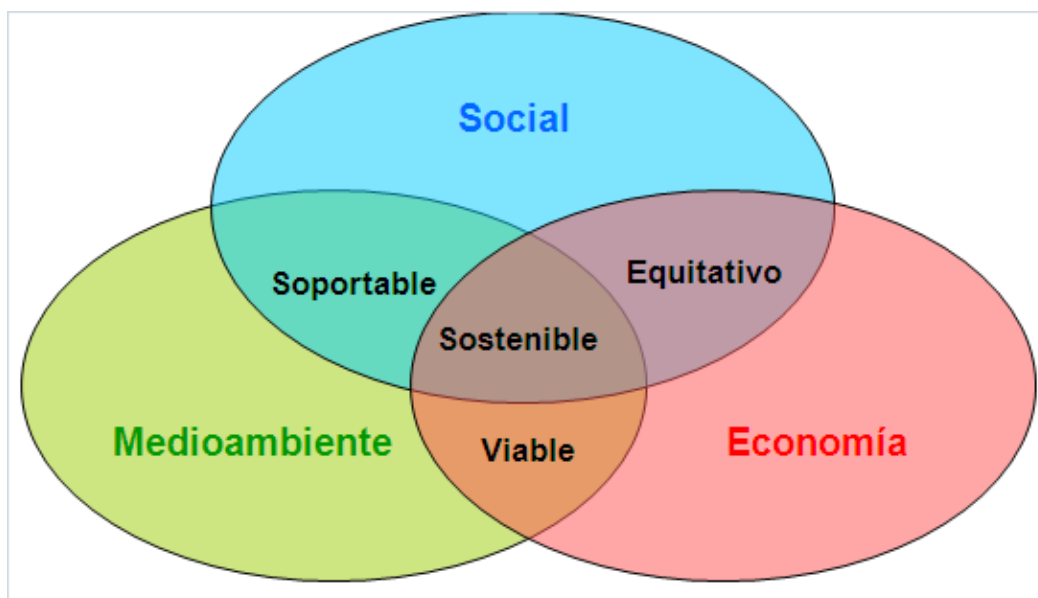 Social
Soportable
Equitativo
Sostenible
Medioambiente
Viable
Economía